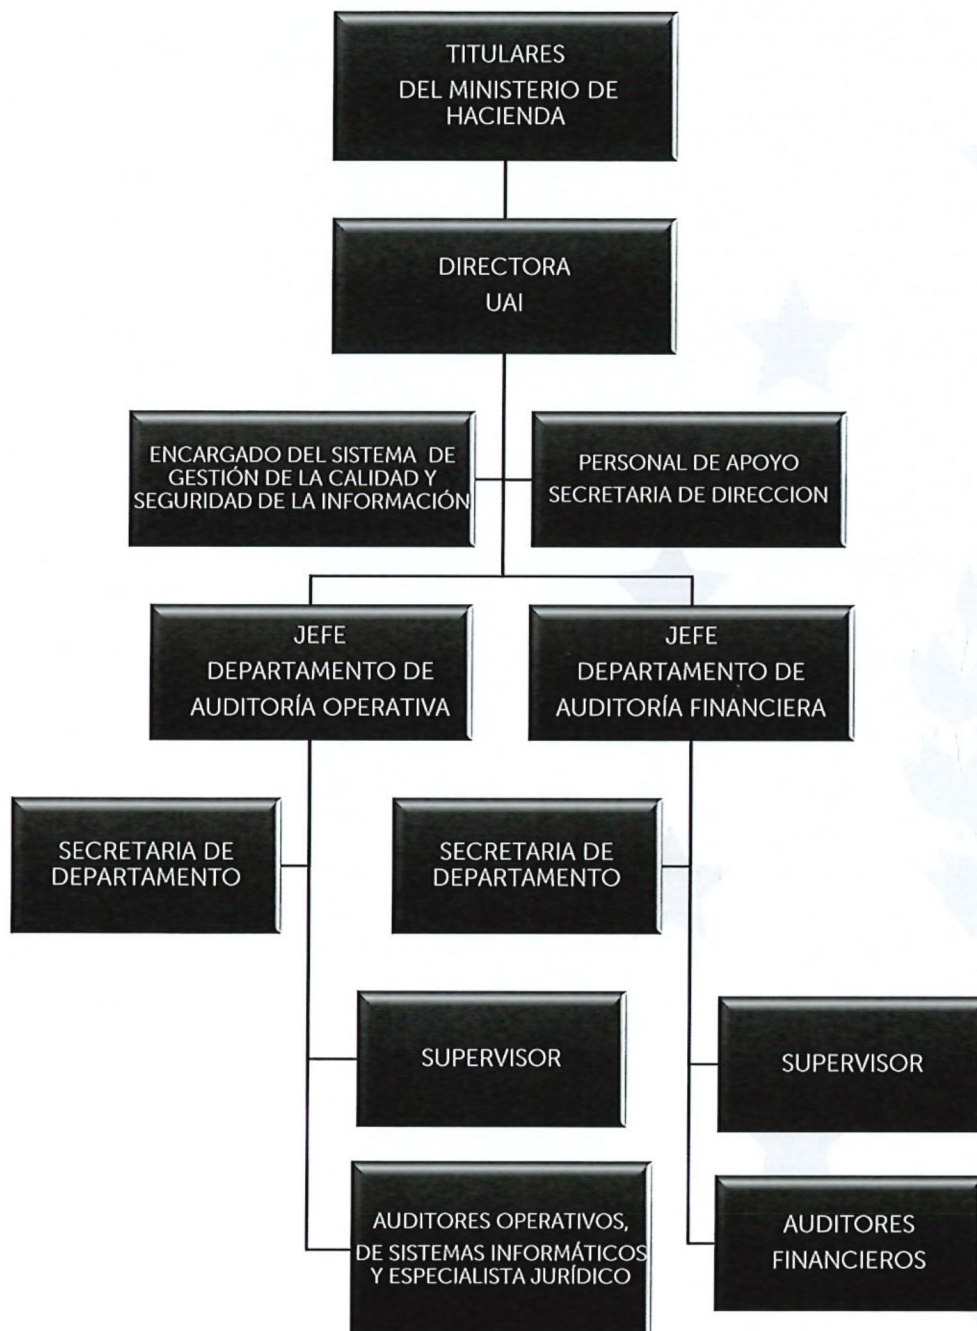 TITULARES
DEL MINISTERIO DE
HACIENDA
DIRECTORA
UAI
ENCARGADO DEL SISTEMA DE
GESTIÓN DE LA CALIDAD Y
SEGURIDAD DE LA INFORMACIÓN
PERSONAL DE APOYO
SECRETARIA DE DIRECCION
JEFE
DEPARTAMENTO DE
AUDITORÍA OPERATIVA
JEFE
DEPARTAMENTO DE
AUDITORÍA FINANCIERA
SECRETARIA DE
DEPARTAMENTO
SECRETARIA DE
DEPARTAMENTO
SUPERVISOR
SUPERVISOR
AUDITORES OPERATIVOS,
DE SISTEMAS INFORMÁTICOS
Y ESPECIALISTA JURÍDICO
AUDITORES
FINANCIEROS